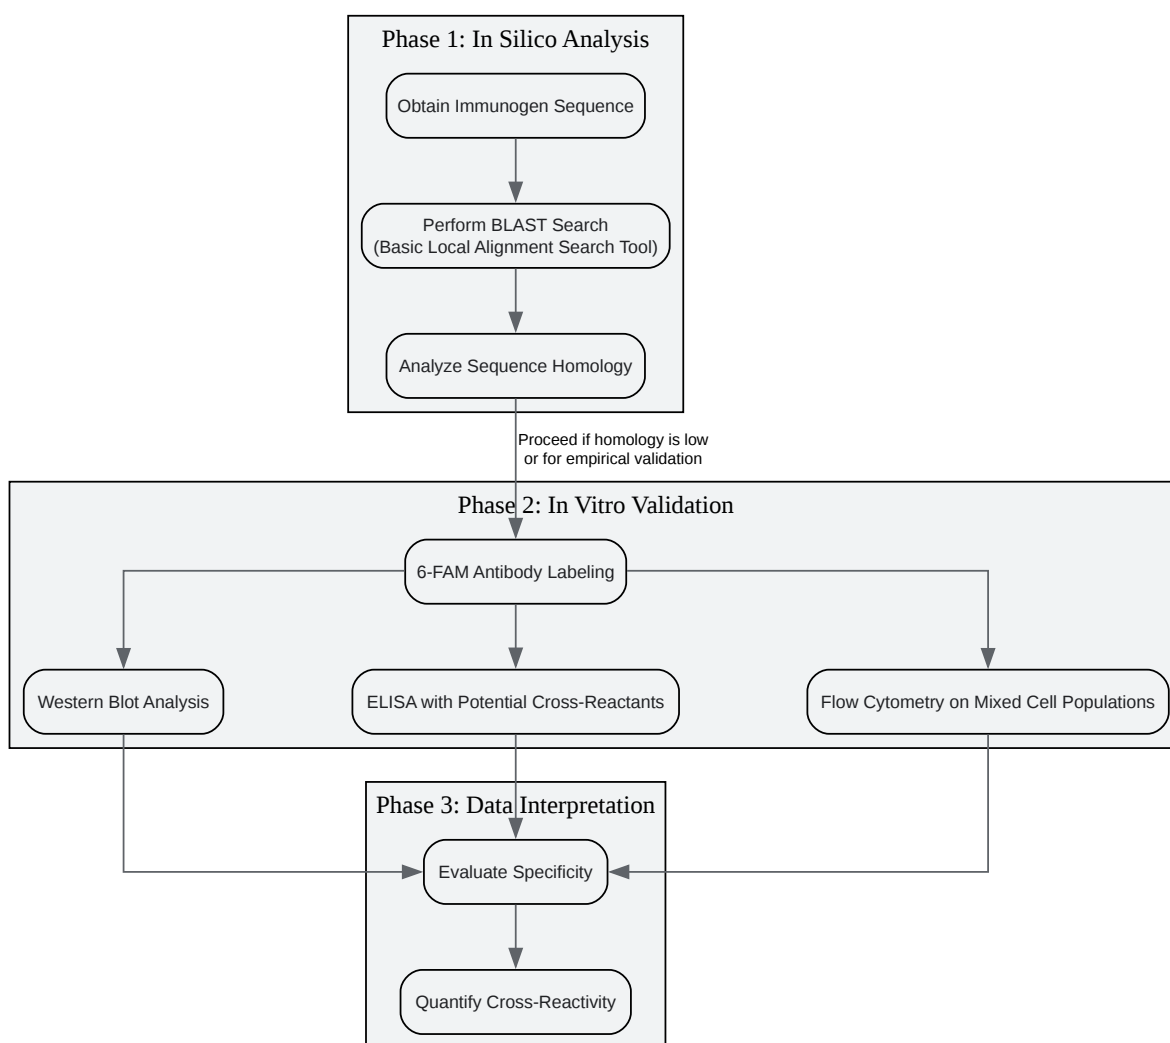 Phase 1: In Silico Analysis
Obtain Immunogen Sequence
Perform BLAST Search
(Basic Local Alignment Search Tool)
Analyze Sequence Homology
Proceed if homology is low
or for empirical validation
Phase 2: In Vitro Validation
6-FAM Antibody Labeling
Western Blot Analysis
ELISA with Potential Cross-Reactants
Flow Cytometry on Mixed Cell Populations
Phase 3: Data Interpretation
Evaluate Specificity
Quantify Cross-Reactivity